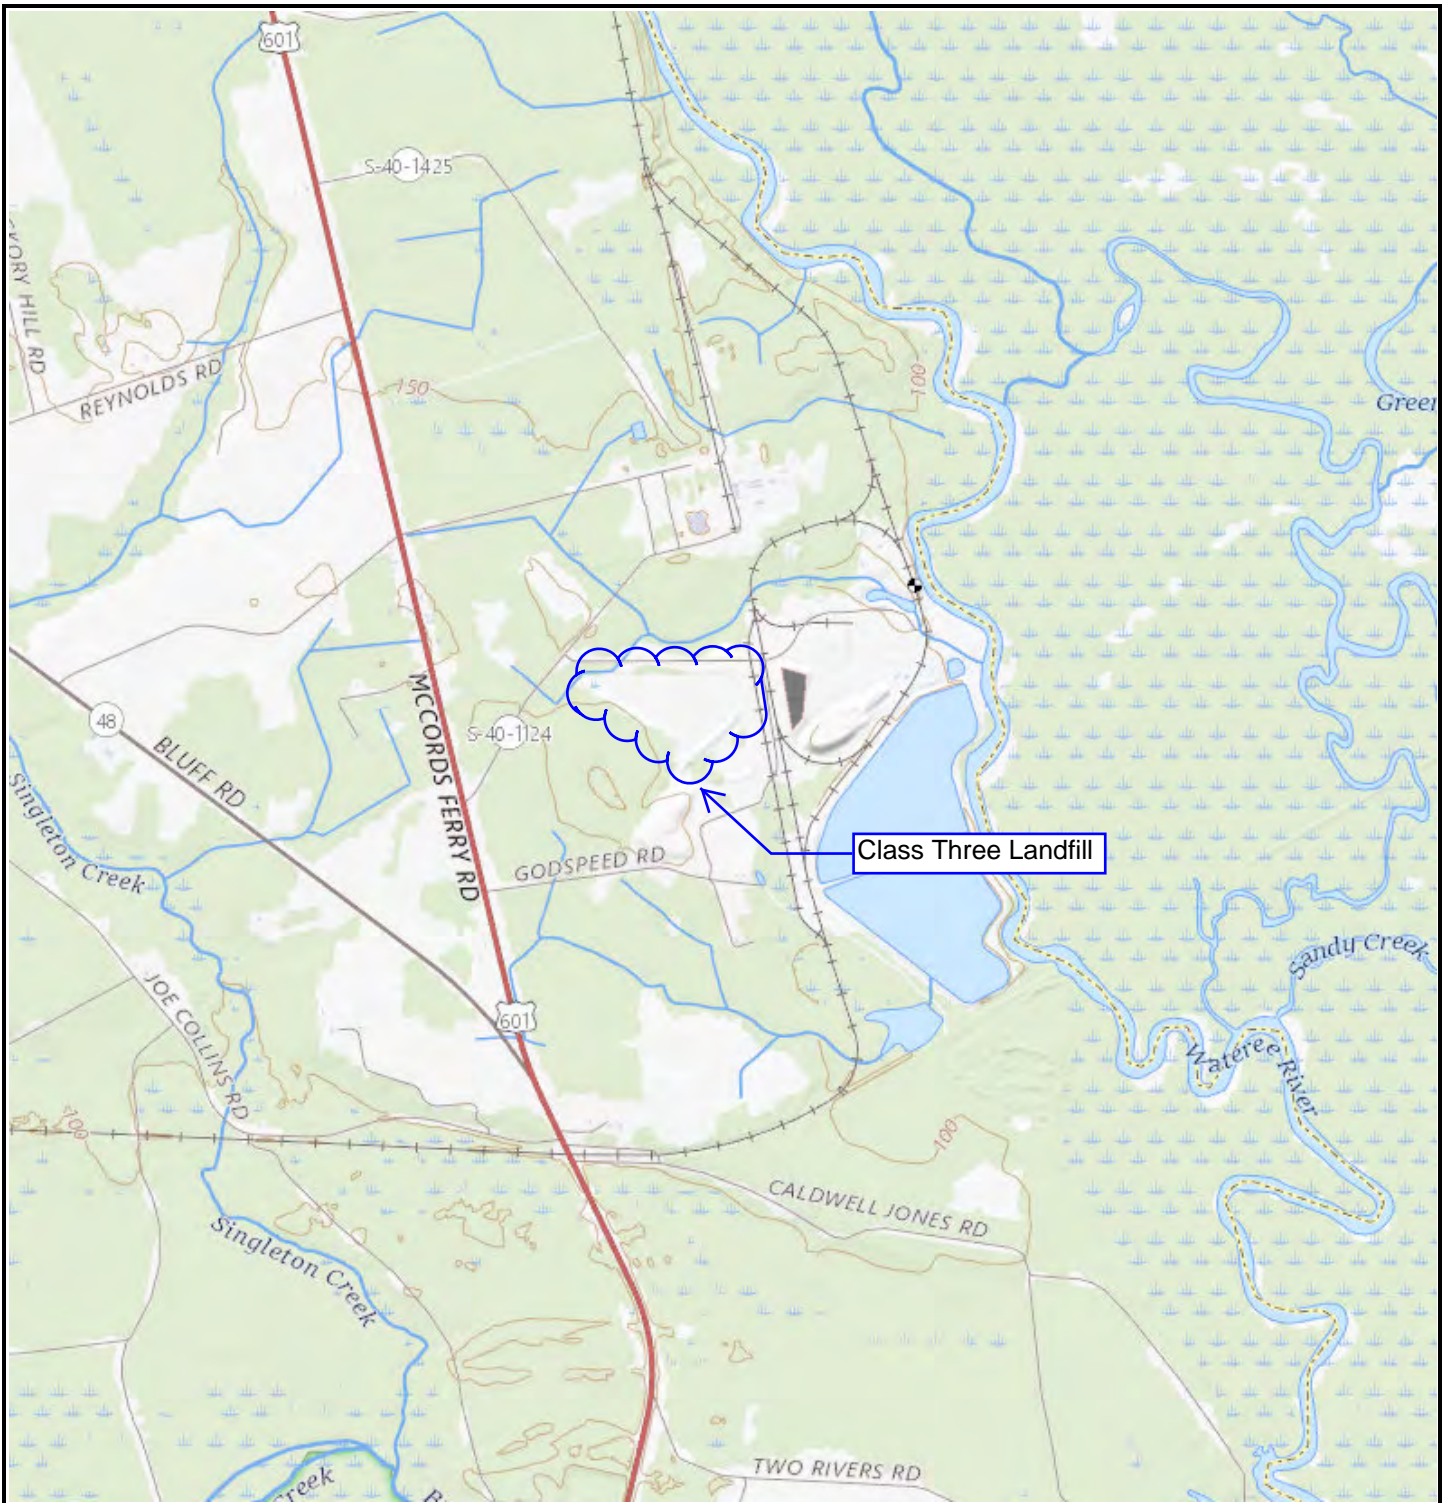 601
S-40-1425
KORY HILL RD
REYNOLDS RD
150
100
Green
48
BLUFF RD
MCCORDS FERRY RD
S-40-1124
Singleton Creek
GODSPEED RD
Class Three Landfill
Sandy Creek
JOE COLLINS RD
601
Wateree River
100
100
CALDWELL JONES RD
Singleton Creek
TWO RIVERS RD
Creek